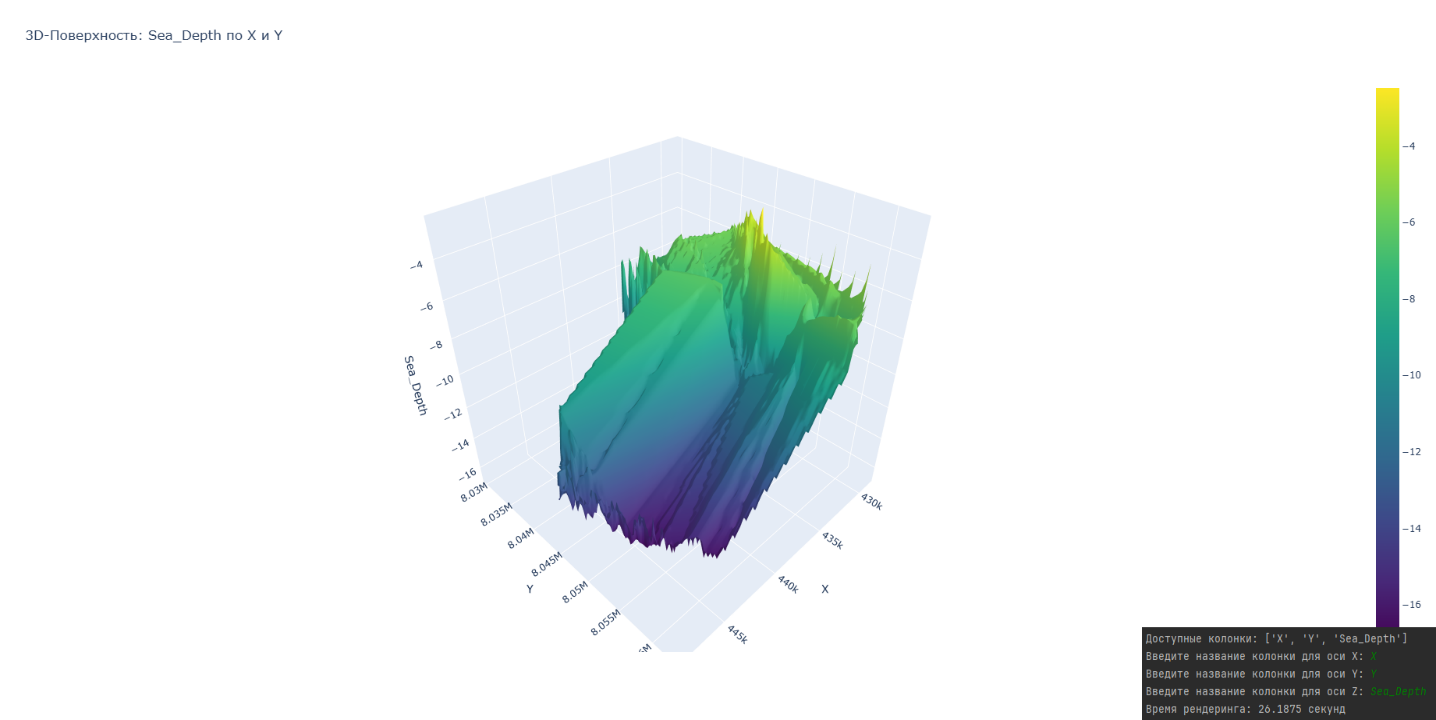 3D-Поверхность: Sea_Depth по X и Y
−4
−6
−8
−10
−12
−14
−16
Sea_Depth
8.03M
8.035M
8.04M
8.045M
8.05M
8.055M
Y
430k
435k
440k
445k
X
−4
−6
−8
−10
−12
−14
−16
Доступные колонки: ['X', 'Y', 'Sea_Depth']
Введите название колонки для оси X: X
Введите название колонки для оси Y: Y
Введите название колонки для оси Z: Sea_Depth
Время рендеринга: 26.1875 секунд